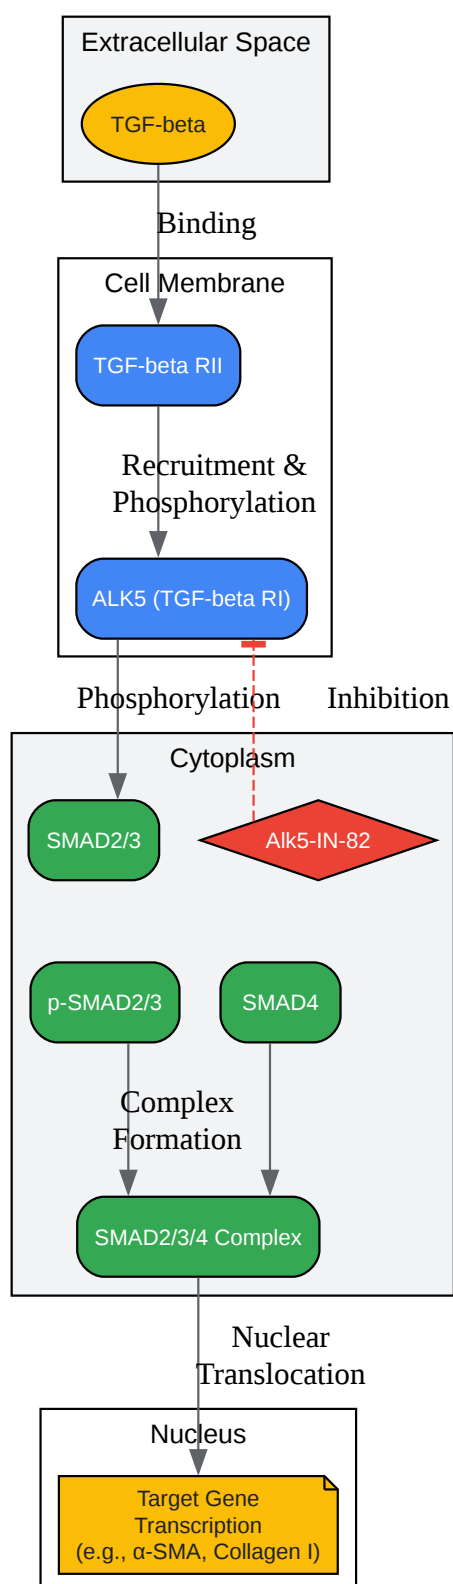 Extracellular Space
TGF-beta
Binding
Cell Membrane
TGF-beta RII
Recruitment &
Phosphorylation
ALK5 (TGF-beta RI)
Phosphorylation
Inhibition
Cytoplasm
SMAD2/3
Alk5-IN-82
p-SMAD2/3
SMAD4
Complex
Formation
SMAD2/3/4 Complex
Nuclear
Translocation
Nucleus
Target Gene
Transcription
(e.g., α-SMA, Collagen I)